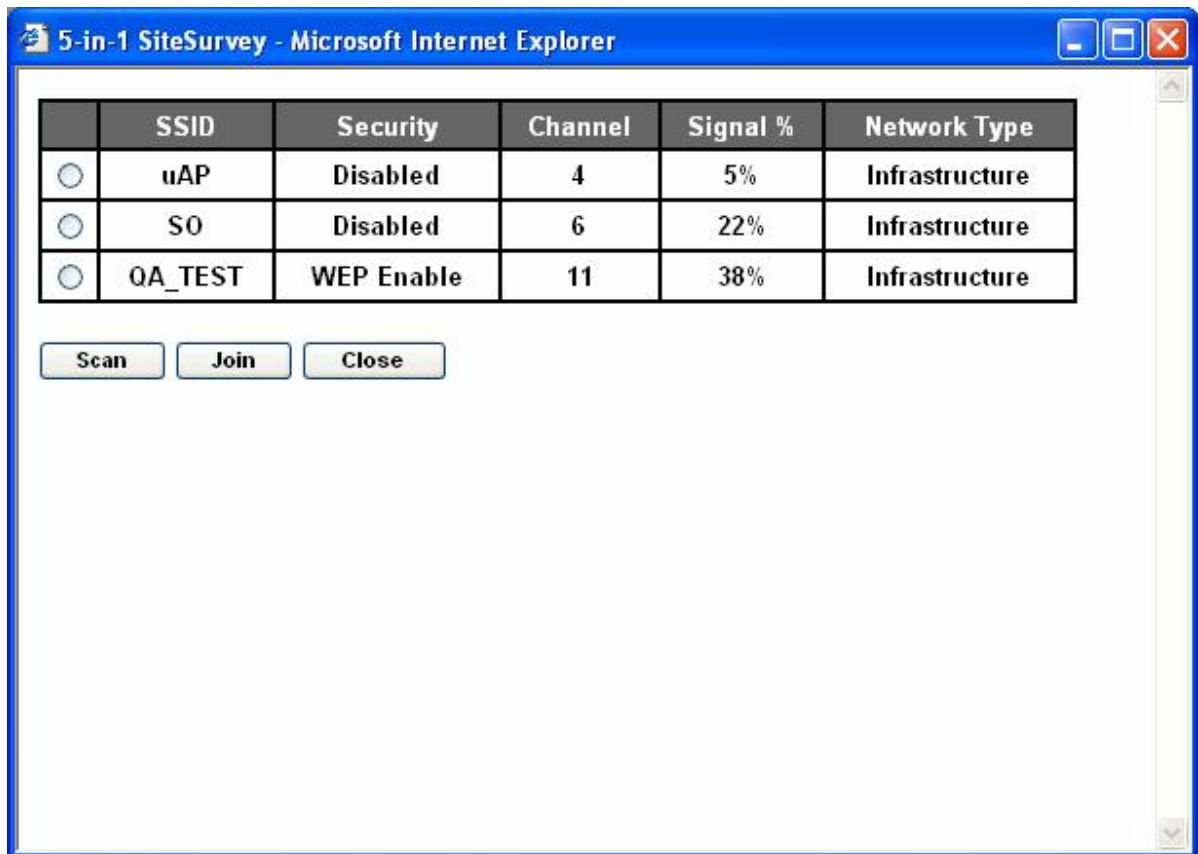 5-in-1 SiteSurvey - Microsoft Internet Explorer
SSID Security Channel Signal % Network Type
uAP Disabled 4 5% Infrastructure
SO Disabled 6 22% Infrastructure
QA_TEST WEP Enable 11 38% Infrastructure
Scan Join Close